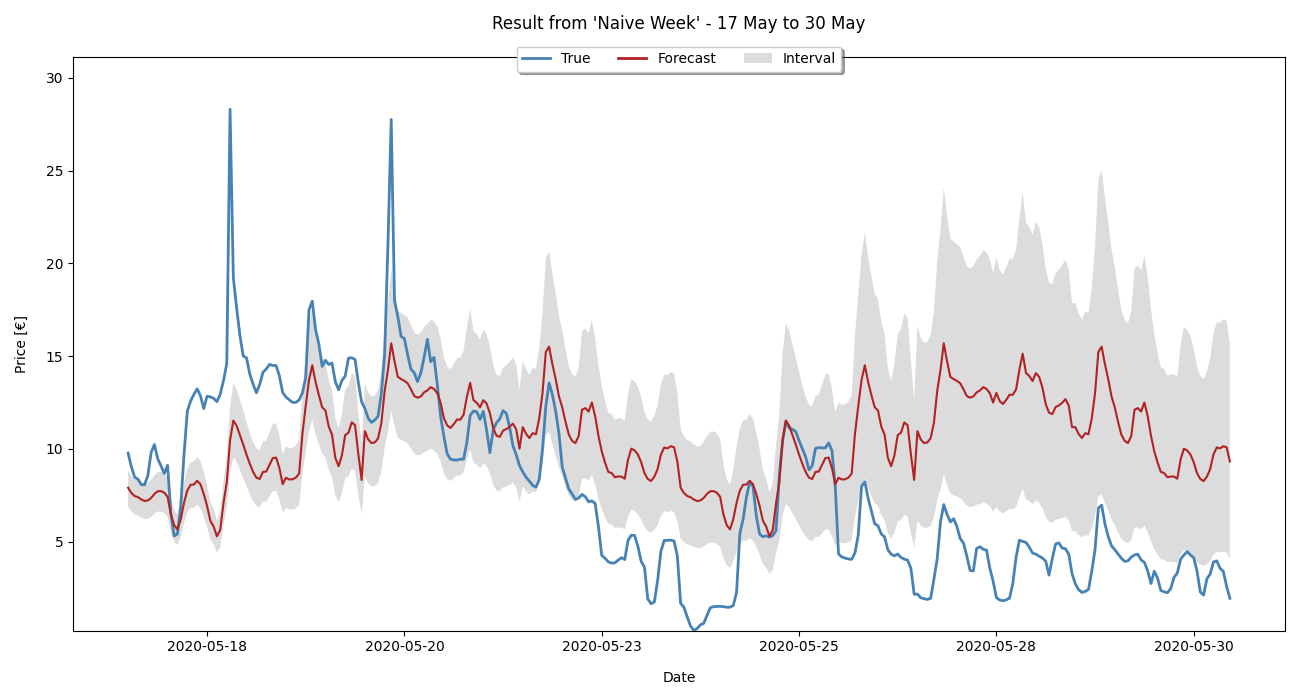 Result from 'Naive Week' - 17 May to 30 May
True Forecast Interval
30
25
20
15
10
5
Price [€]
2020-05-18 2020-05-20 2020-05-23 2020-05-25 2020-05-28 2020-05-30
Date